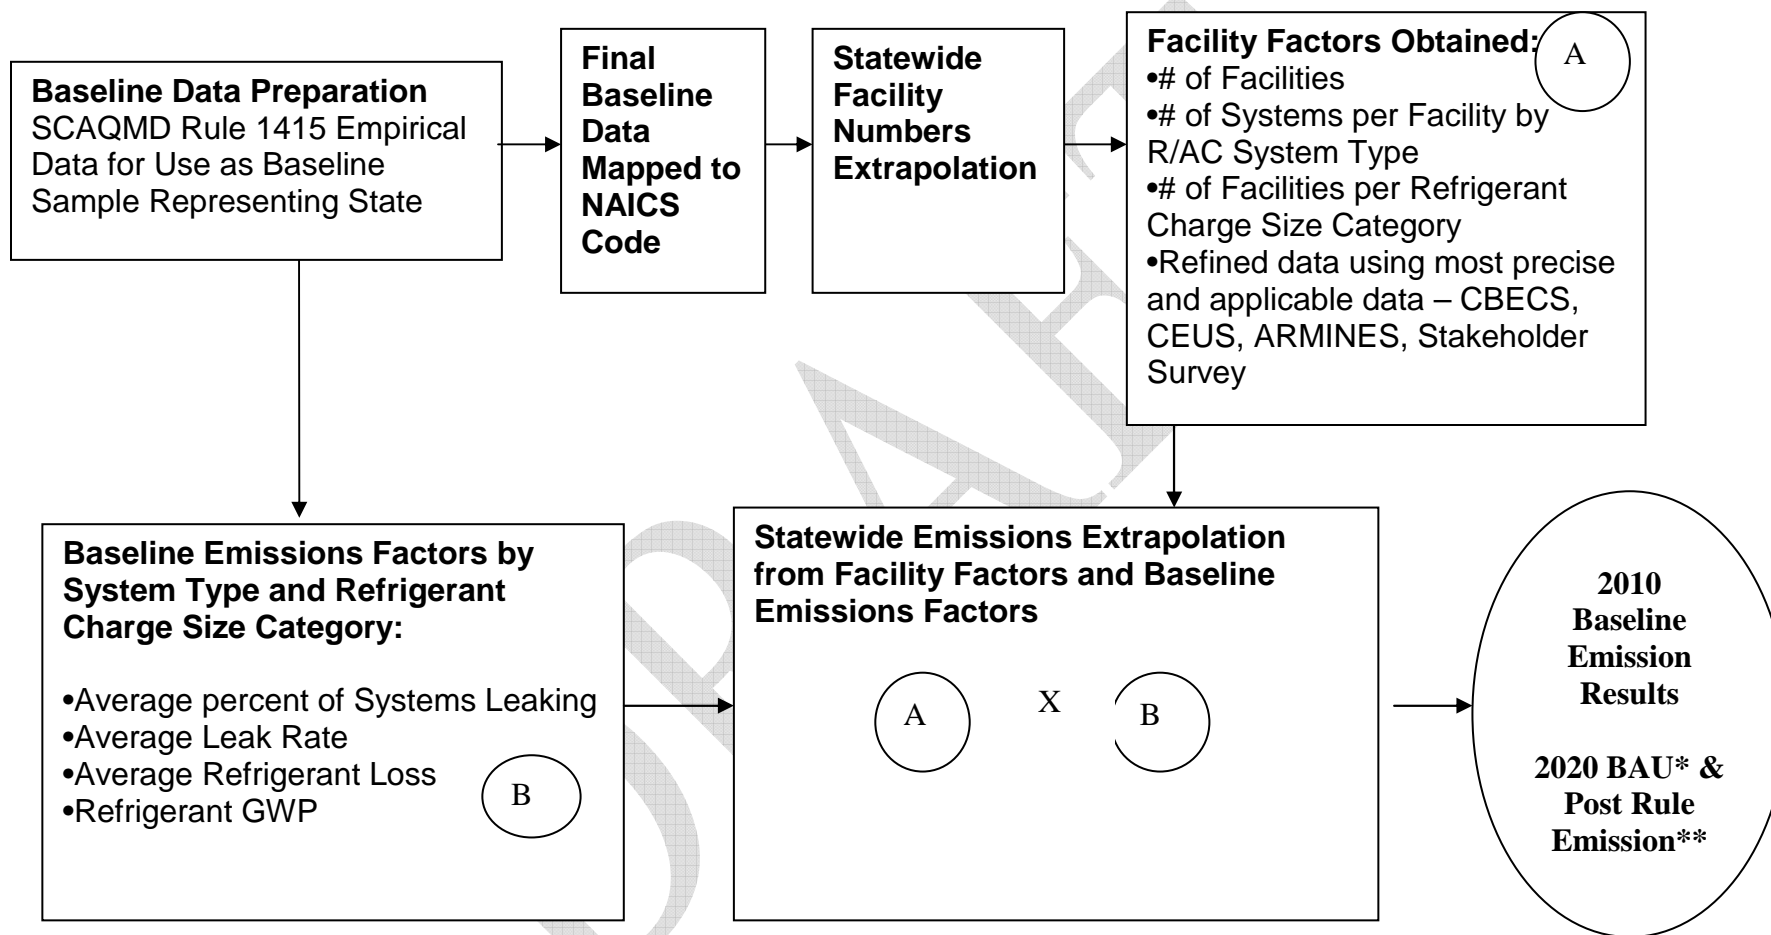 Baseline Data Preparation
SCAQMD Rule 1415 Empirical
Data for Use as Baseline
Sample Representing State
Final
Baseline
Data
Mapped to
NAICS
Code
Statewide
Facility
Numbers
Extrapolation
Facility Factors Obtained:
A
•# of Facilities
•# of Systems per Facility by
R/AC System Type
•# of Facilities per Refrigerant
Charge Size Category
•Refined data using most precise
and applicable data – CBECS,
CEUS, ARMINES, Stakeholder
Survey
Baseline Emissions Factors by
System Type and Refrigerant
Charge Size Category:
•Average percent of Systems Leaking
•Average Leak Rate
•Average Refrigerant Loss
•Refrigerant GWP
B
Statewide Emissions Extrapolation
from Facility Factors and Baseline
Emissions Factors
A X B
2010
Baseline
Emission
Results
2020 BAU* &
Post Rule
Emission**
DRAFT